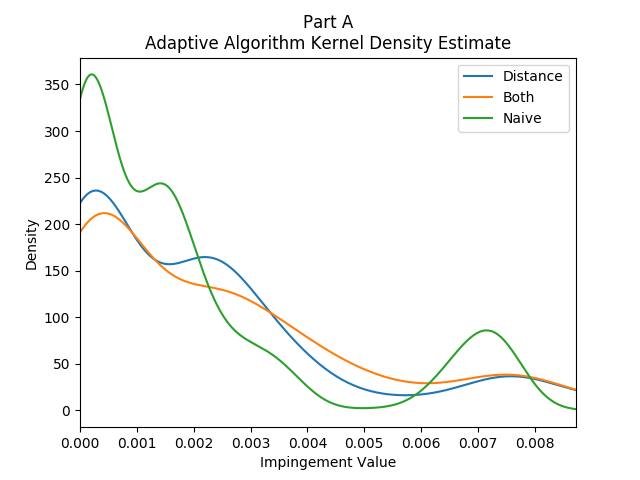 Part A
Adaptive Algorithm Kernel Density Estimate
Distance
Both
Naive
Density
350
300
250
200
150
100
50
0
0.000 0.001 0.002 0.003 0.004 0.005 0.006 0.007 0.008
Impingement Value